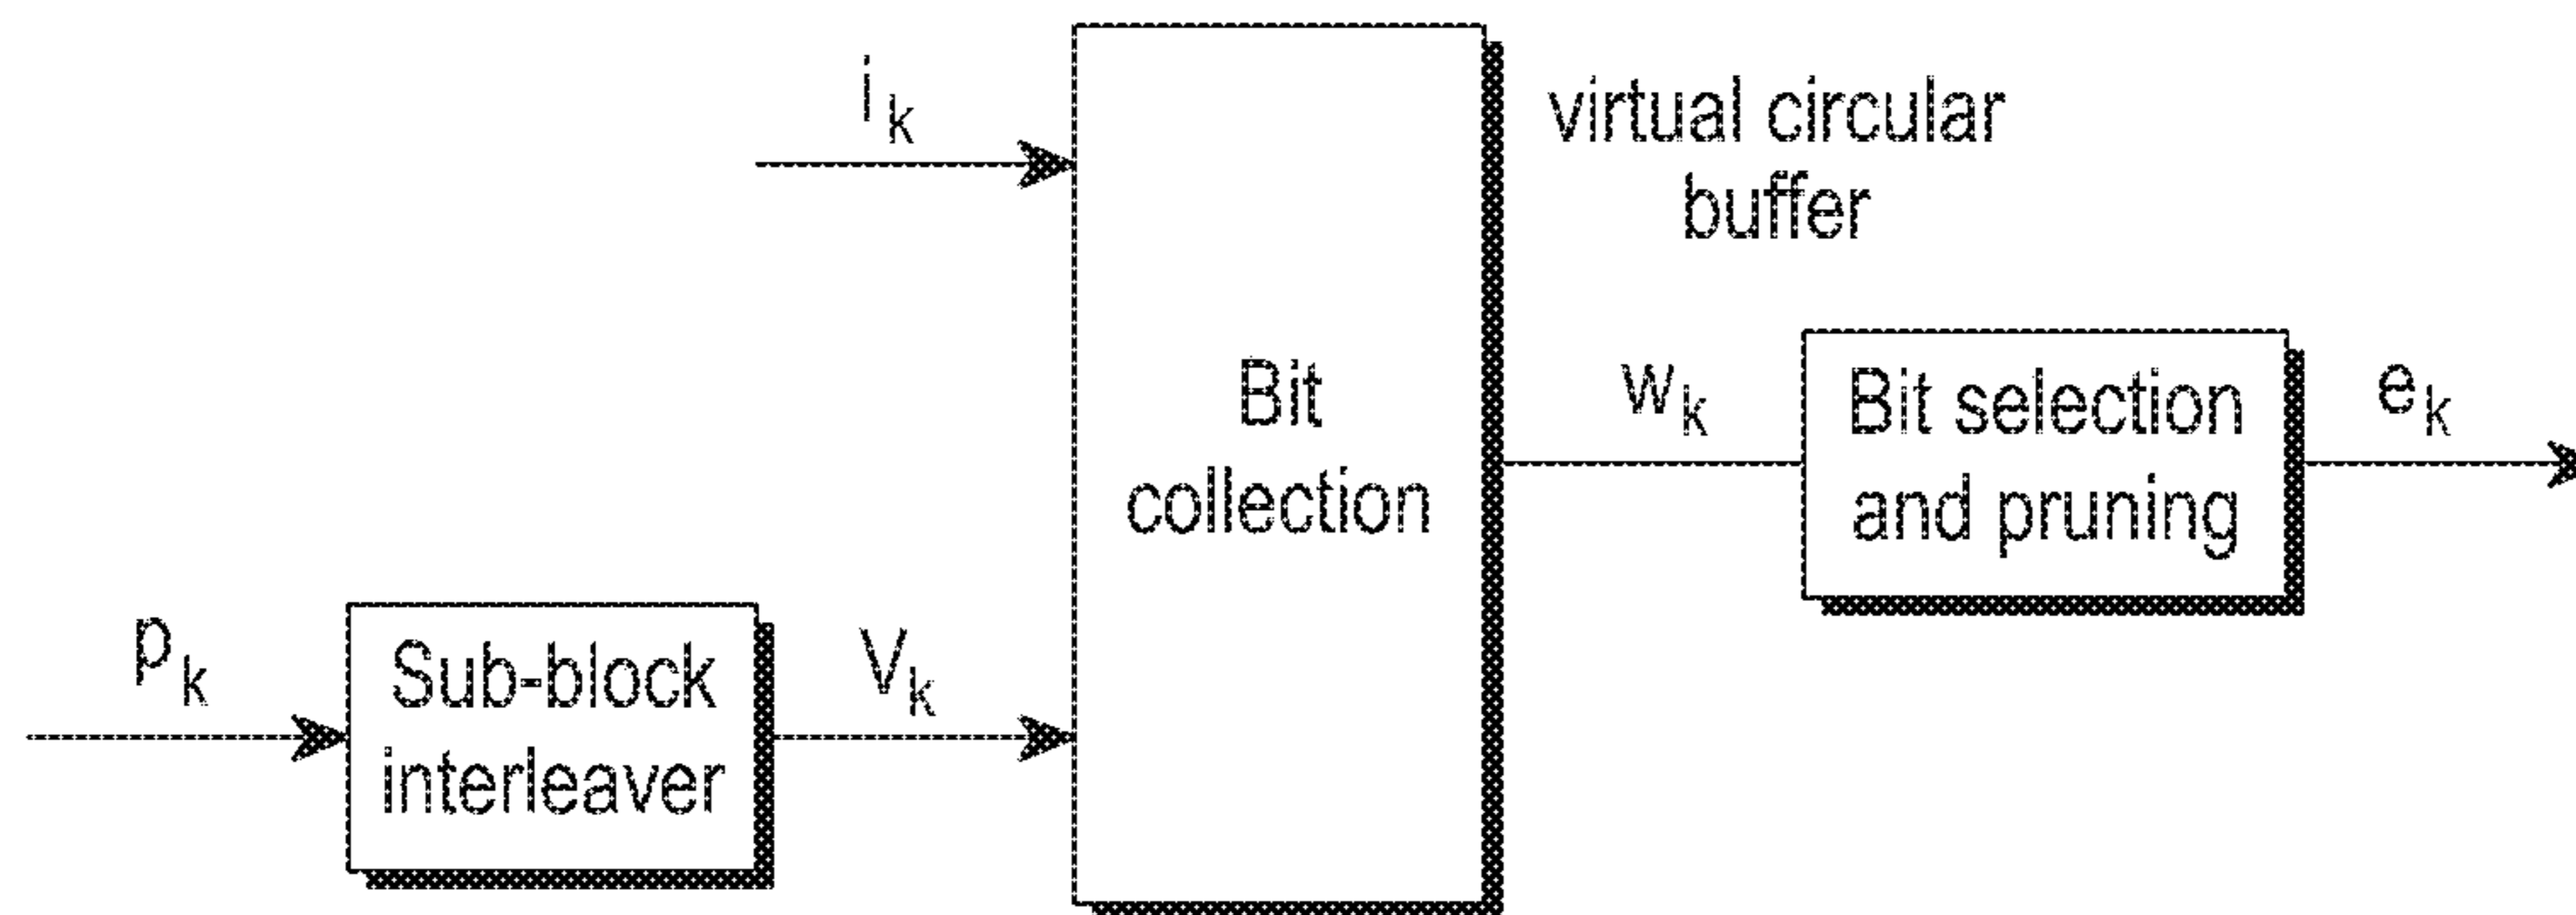 i_k
virtual circular
buffer
Bit
collection
w_k
Bit selection
and pruning
e_k
p_k
Sub-block
interleaver
V_k